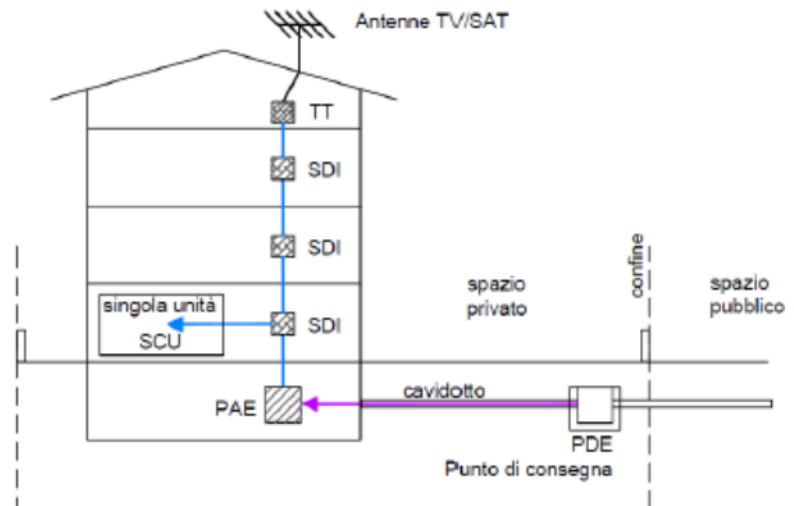 Antenne TV/SAT
TT
SDI
SDI
singola unità
SCU
SDI
spazio
privato
confine
spazio
pubblico
PAE
cavidotto
PDE
Punto di consegna